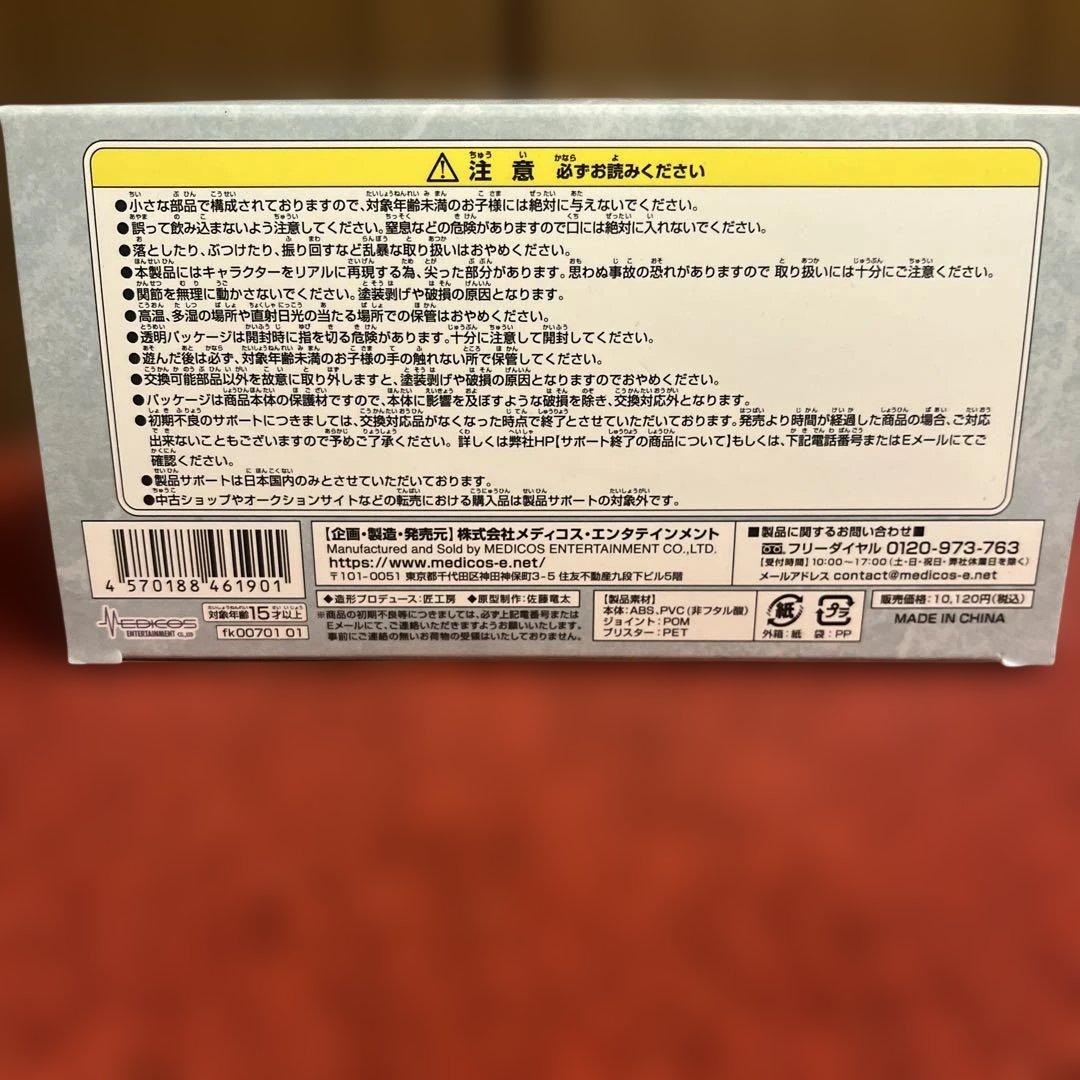 ⚠ 注意 必ずお読みください
●小さな部品で構成されておりますので、対象年齢未満のお子様には絶対に与えないでください。
●誤って飲み込まないよう注意してください。窒息などの危険がありますので口には絶対に入れないでください。
●落としたり、ぶつけたり、振り回すなど乱暴な取り扱いはおやめください。
●本製品にはキャラクターをリアルに再現する為、尖った部分があります。思わぬ事故の恐れがありますので 取り扱いには十分にご注意ください。
●関節を無理に動かさないでください。塗装剥げや破損の原因となります。
●高温、多湿の場所や直射日光の当たる場所での保管はおやめください。
●透明パッケージは開封時に指を切る危険があります。十分に注意して開封してください。
●遊んだ後は必ず、対象年齢未満のお子様の手の触れない所で保管してください。
●交換可能部品以外を故意に取り外しますと、塗装剥げや破損の原因となりますのでおやめください。
●パッケージは商品本体の保護材ですので、本体に影響を及ぼすような破損を除き、交換対応外となります。
●初期不良のサポートにつきましては、交換対応品がなくなった時点で終了とさせていただいております。発売より時間が経過した商品の場合、ご対応
出来ないこともございますので予めご了承ください。詳しくは弊社HP【サポート終了の商品について】もしくは、下記電話番号またはEメールにてご
確認ください。
●製品サポートは日本国内のみとさせていただいております。
●中古ショップやオークションサイトなどの転売における購入品は製品サポートの対象外です。
4 570188 461901
【企画・製造・発売元】株式会社メディコス・エンタテインメント
Manufactured and Sold by MEDICOS ENTERTAINMENT CO.,LTD.
https://www.medicos-e.net/
〒101-0051 東京都千代田区神田神保町3-5 住友不動産九段下ビル5階
■製品に関するお問い合わせ■
フリーダイヤル 0120-973-763
【受付時間】10:00〜17:00(土・日・祝日・弊社休業日を除く)
メールアドレス contact@medicos-e.net
MEDICOS
ENTERTAINMENT CO.,LTD
対象年齢15才以上
fk00701 01
◆造形プロデュース:匠工房 ◆原型制作:佐藤竜太
※商品の初期不良等につきましては、必ず上記電話番号または
Eメールにて、ご連絡いただきますようお願いいたします。
事前にご連絡の無いお荷物の受領はいたしておりません。
【製品素材】
本体:ABS、PVC(非フタル酸)
ジョイント:POM
ブリスター:PET
紙
プラ
外箱:紙 袋:PP
販売価格:10,120円(税込)
MADE IN CHINA